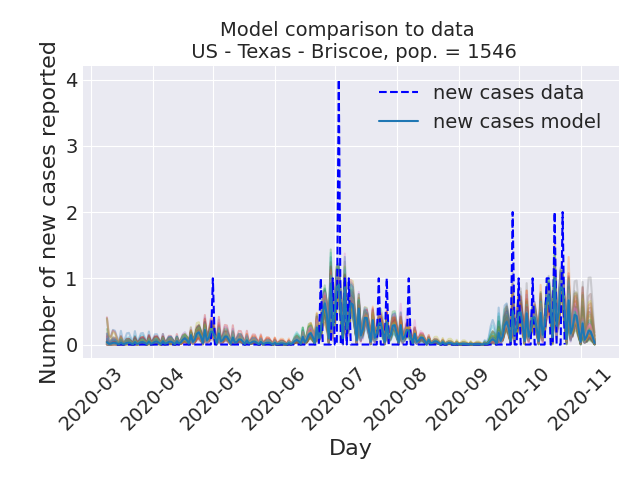 Model comparison to data
US - Texas - Briscoe, pop. = 1546
Number of new cases reported
4
3
2
1
0
new cases data
new cases model
2020-03
2020-04
2020-05
2020-06
2020-07
2020-08
2020-09
2020-10
2020-11
Day